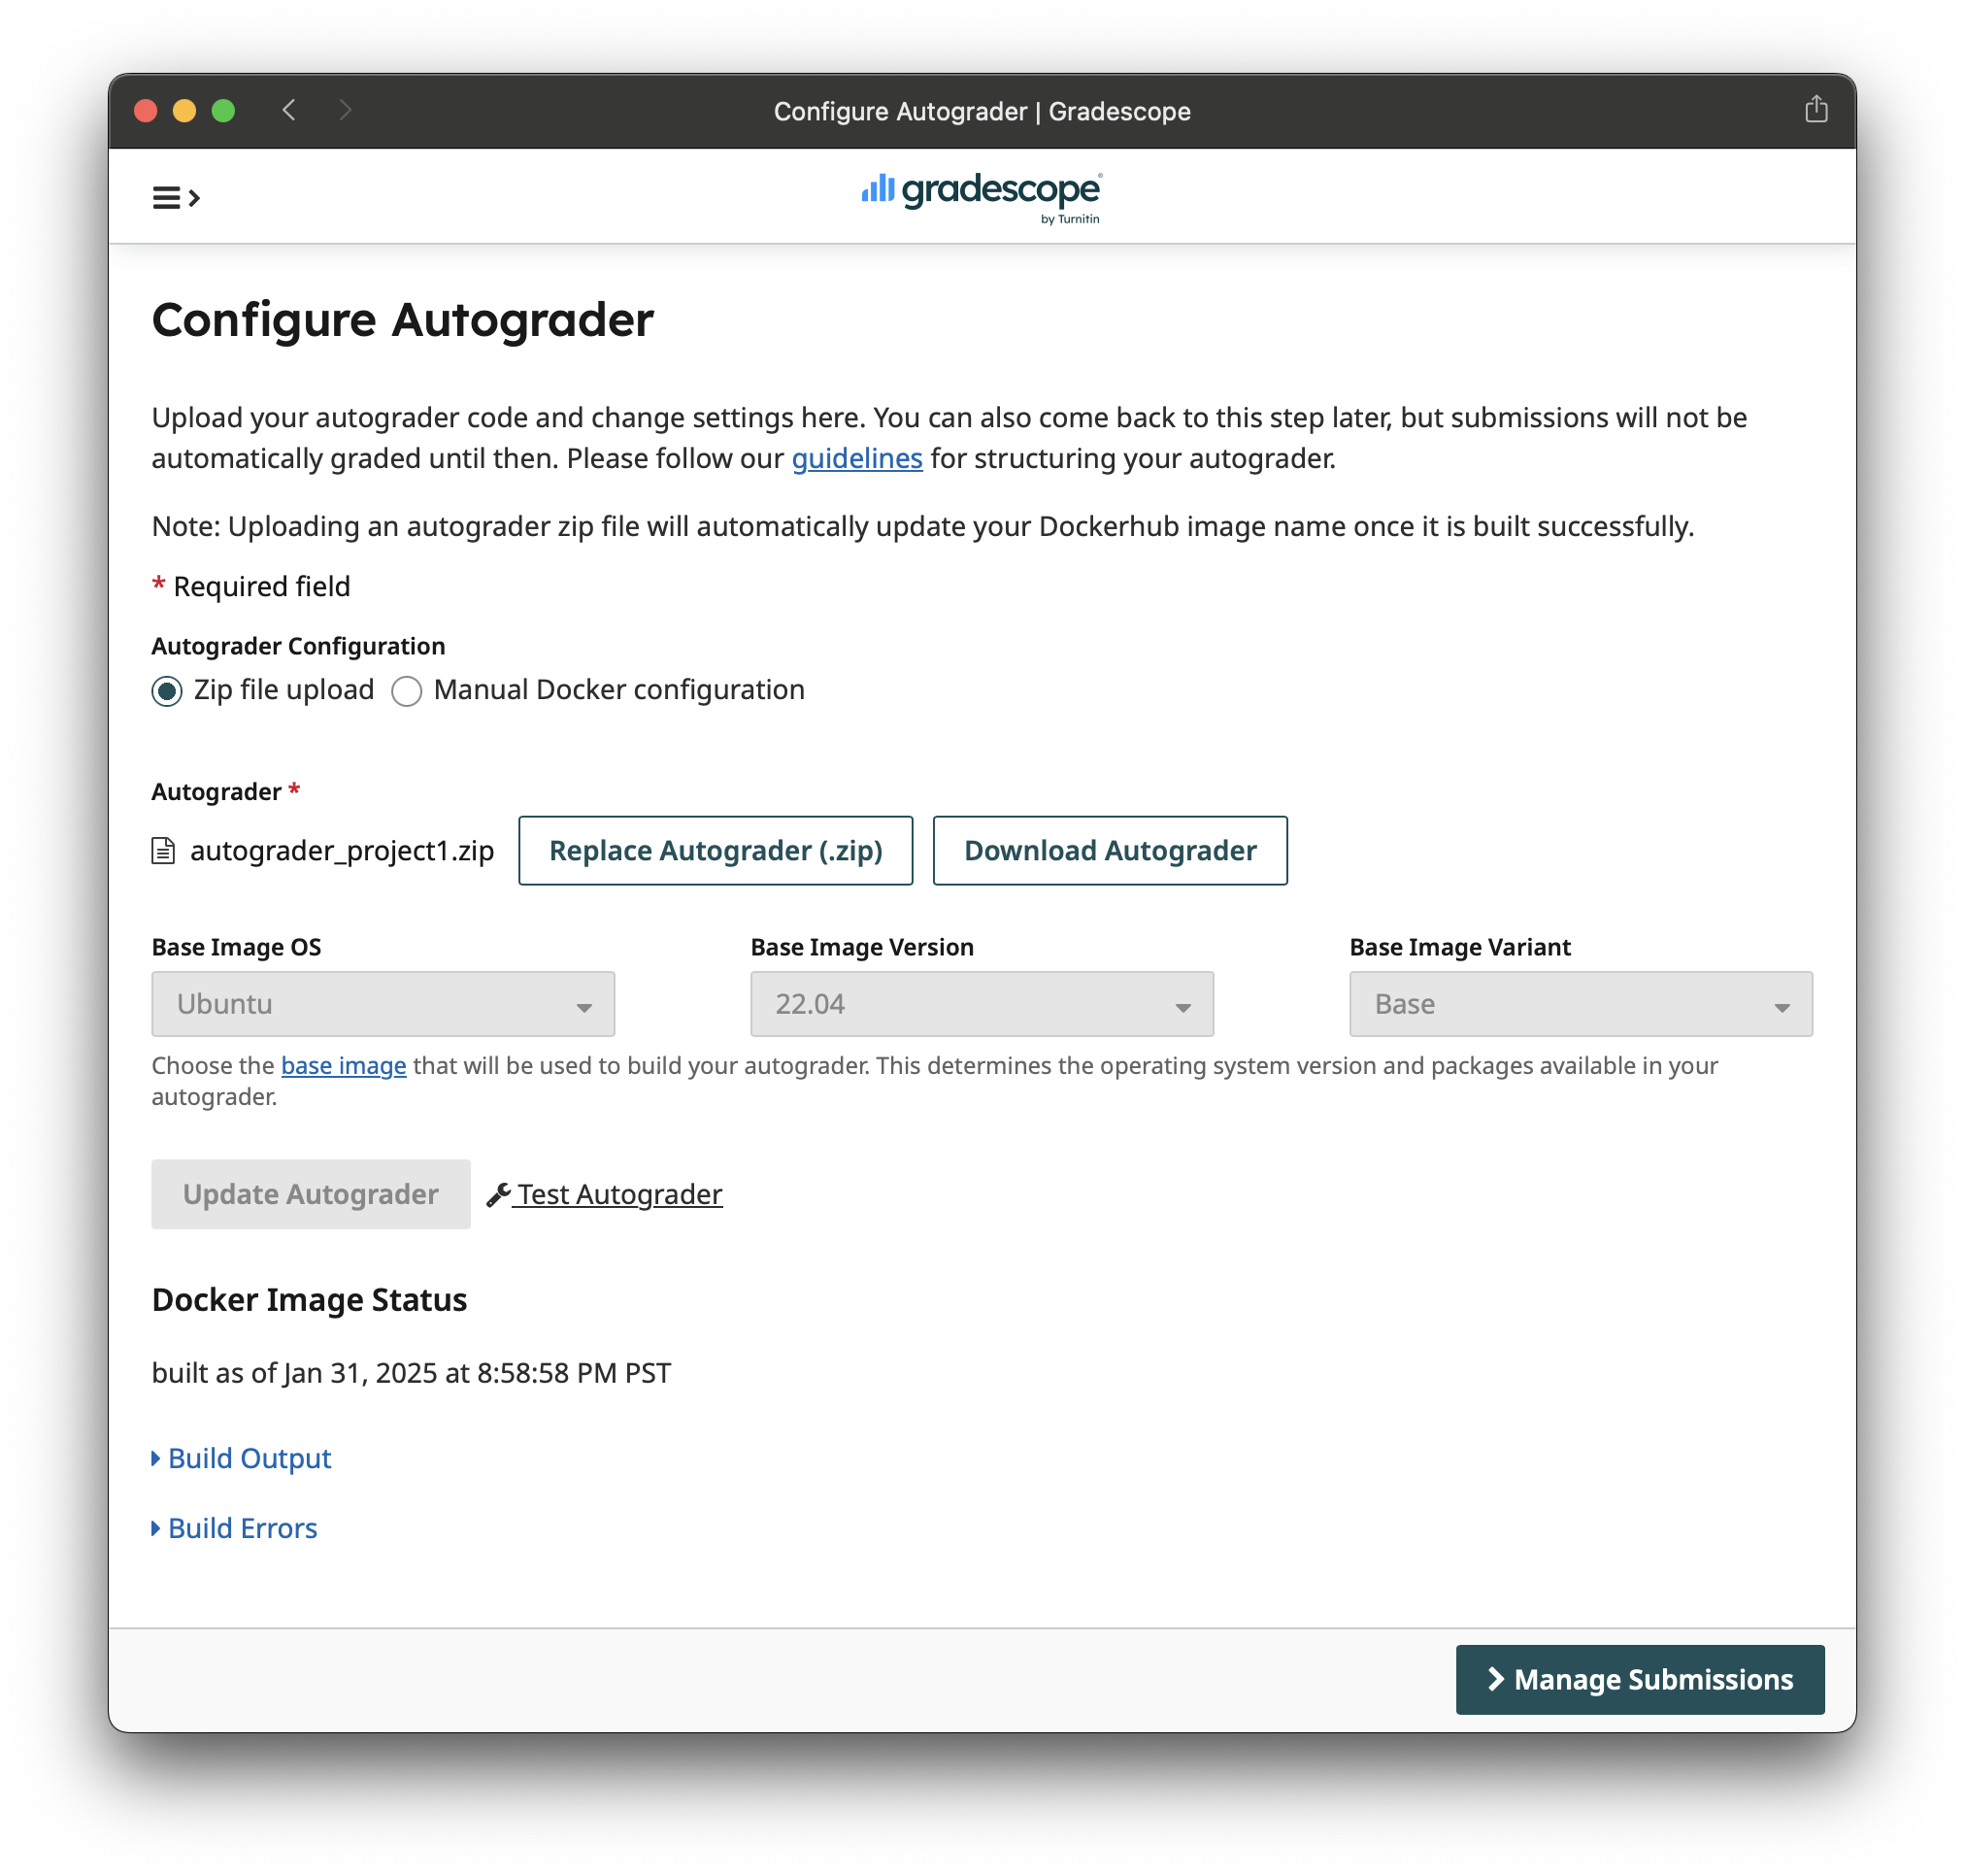 Configure Autograder | Gradescope
gradescope
by Turnitin
Configure Autograder
Upload your autograder code and change settings here. You can also come back to this step later, but submissions will not be
automatically graded until then. Please follow our guidelines for structuring your autograder.
Note: Uploading an autograder zip file will automatically update your Dockerhub image name once it is built successfully.
* Required field
Autograder Configuration
Zip file upload Manual Docker configuration
Autograder *
autograder_project1.zip Replace Autograder (.zip) Download Autograder
Base Image OS Base Image Version Base Image Variant
Ubuntu 22.04 Base
Choose the base image that will be used to build your autograder. This determines the operating system version and packages available in your
autograder.
Update Autograder Test Autograder
Docker Image Status
built as of Jan 31, 2025 at 8:58:58 PM PST
Build Output
Build Errors
Manage Submissions